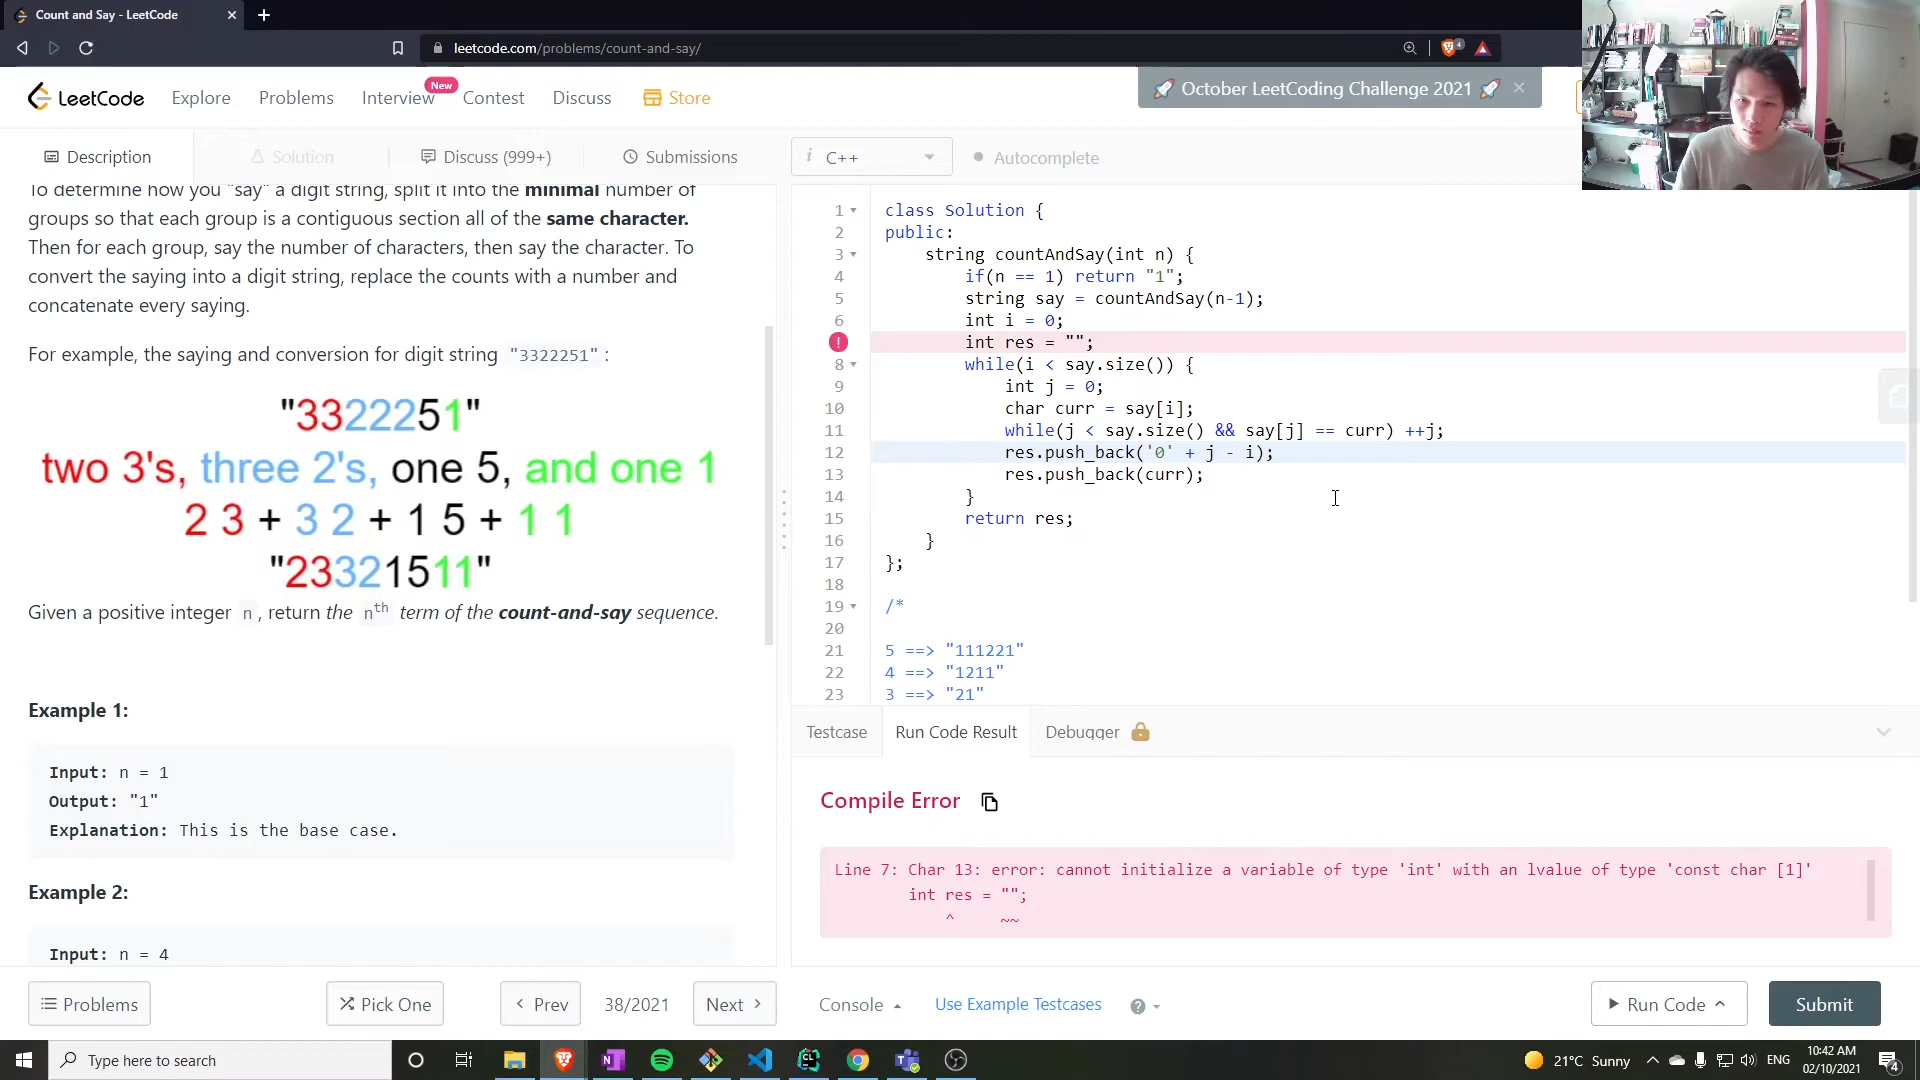 Count and Say - LeetCode
leetcode.com/problems/count-and-say/
4
LeetCode
Explore
Problems
Interview
New
Contest
Discuss
Store
October LeetCoding Challenge 2021
Description
Solution
Discuss (999+)
Submissions
i C++
Autocomplete
To determine how you "say" a digit string, split it into the minimal number of
groups so that each group is a contiguous section all of the same character.
Then for each group, say the number of characters, then say the character. To
convert the saying into a digit string, replace the counts with a number and
concatenate every saying.
For example, the saying and conversion for digit string "3322251":
"3322251"
two 3's, three 2's, one 5, and one 1
2 3 + 3 2 + 1 5 + 1 1
"23321511"
Given a positive integer n, return the nth term of the count-and-say sequence.
Example 1:
Input: n = 1
Output: "1"
Explanation: This is the base case.
Example 2:
Input: n = 4
1 class Solution {
2 public:
3 string countAndSay(int n) {
4 if(n == 1) return "1";
5 string say = countAndSay(n-1);
6 int i = 0;
! int res = "";
8 while(i < say.size()) {
9 int j = 0;
10 char curr = say[i];
11 while(j < say.size() && say[j] == curr) ++j;
12 res.push_back('0' + j - i);
13 res.push_back(curr);
14 }
15 return res;
16 }
17 };
18
19 /*
20
21 5 ==> "111221"
22 4 ==> "1211"
23 3 ==> "21"
Testcase
Run Code Result
Debugger
Compile Error
Line 7: Char 13: error: cannot initialize a variable of type 'int' with an lvalue of type 'const char [1]'
int res = "";
^ ~~
Problems
Pick One
Prev
38/2021
Next
Console
Use Example Testcases
?
Run Code
Submit
Type here to search
21°C Sunny
ENG
10:42 AM
02/10/2021
4